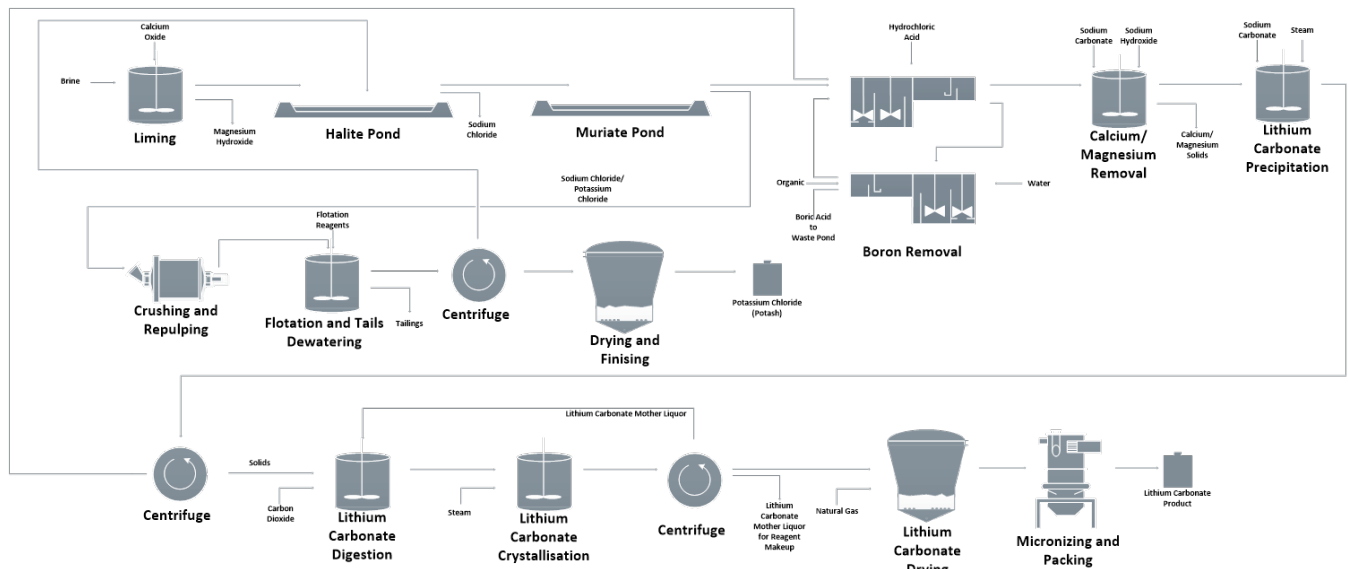 Calcium
Oxide
Brine
Magnesium
Hydroxide
Liming
Halite Pond
Sodium
Chloride
Muriate Pond
Hydrochloric
Acid
Sodium
Carbonate
Sodium
Hydroxide
Calcium/
Magnesium
Removal
Calcium/
Magnesium
Solids
Sodium
Carbonate
Steam
Lithium
Carbonate
Precipitation
Organic
Water
Boric Acid
to
Waste Pond
Boron Removal
Sodium Chloride/
Potassium
Chloride
Crushing and
Repulping
Flotation
Reagents
Flotation and Tails
Dewatering
Tailings
Centrifuge
Drying and
Finising
Potassium Chloride
(Potash)
Centrifuge
Solids
Carbon
Dioxide
Lithium Carbonate Mother Liquor
Lithium
Carbonate
Digestion
Steam
Lithium
Carbonate
Crystallisation
Centrifuge
Lithium
Carbonate
Mother Liquor
for Reagent
Makeup
Natural Gas
Lithium
Carbonate
Drying
Micronizing and
Packing
Lithium Carbonate
Product